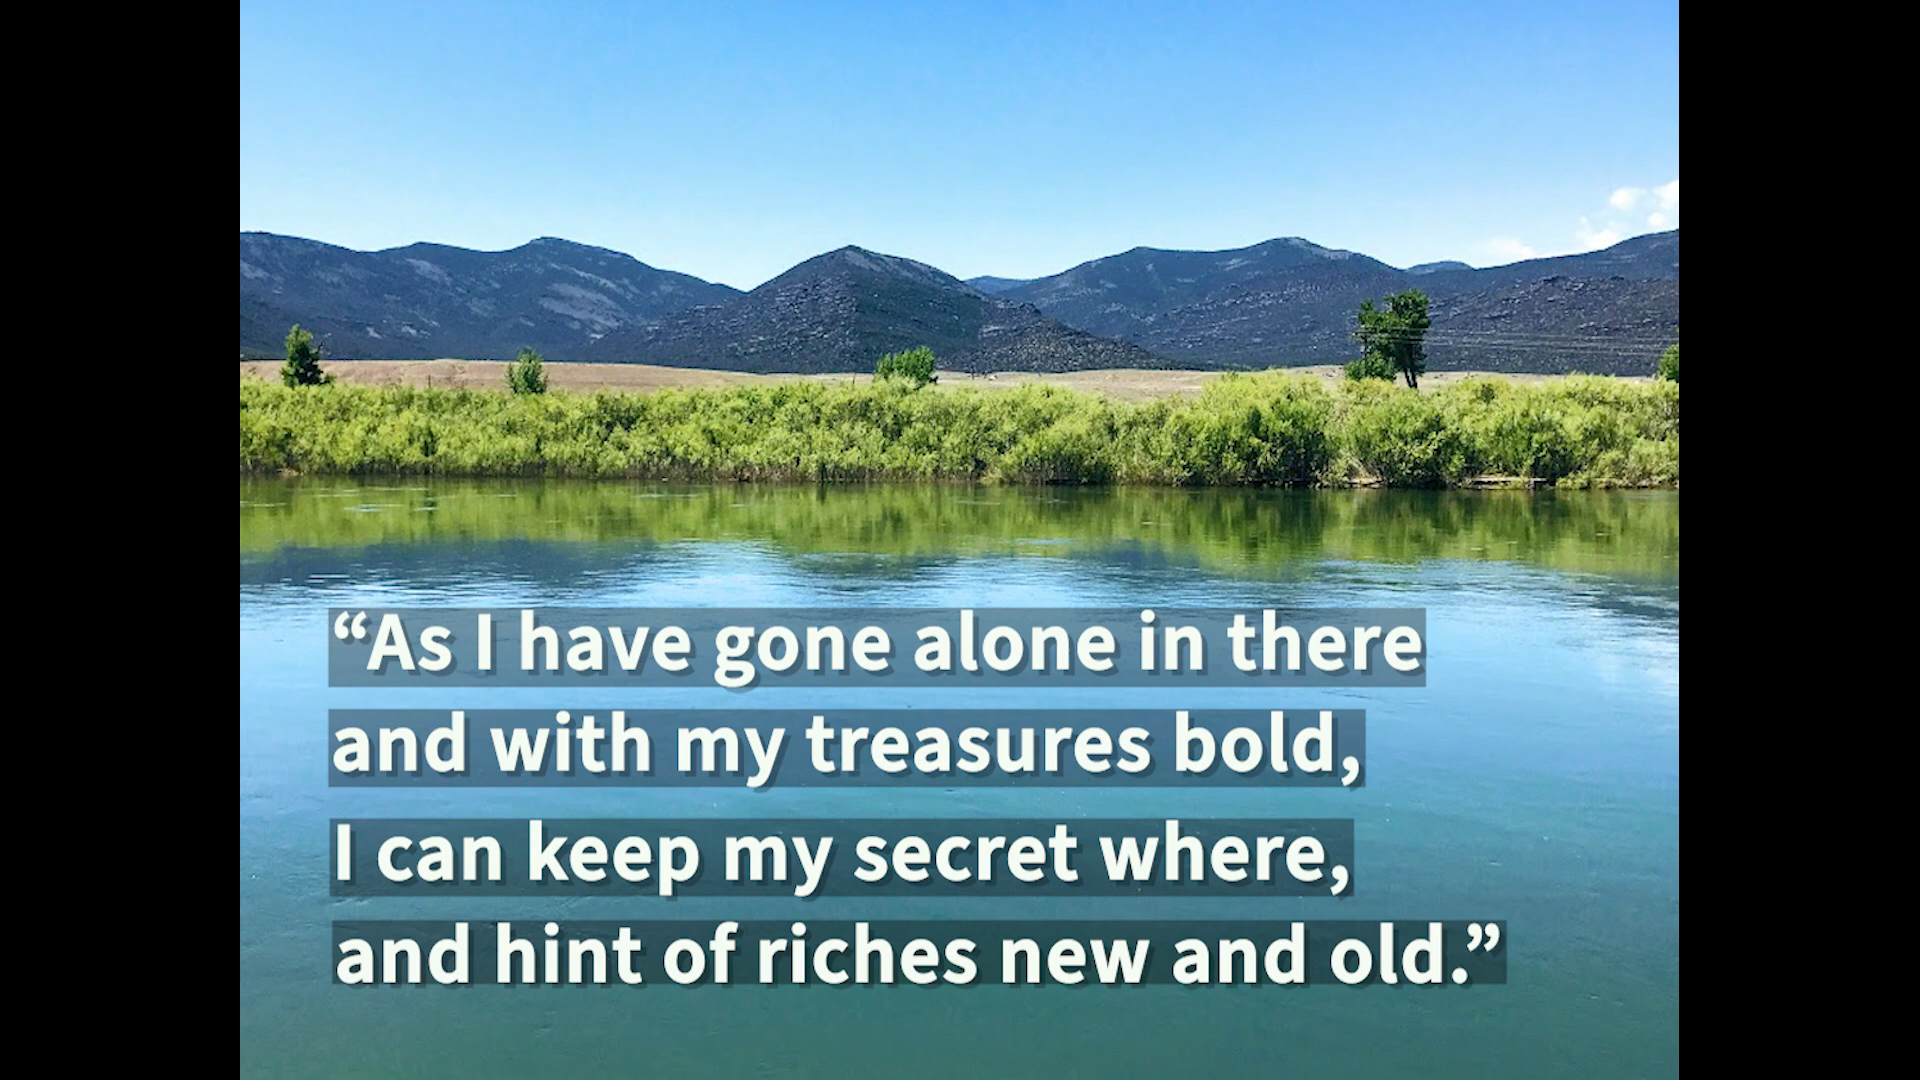 “As I have gone alone in there
and with my treasures bold,
I can keep my secret where,
and hint of riches new and old.”